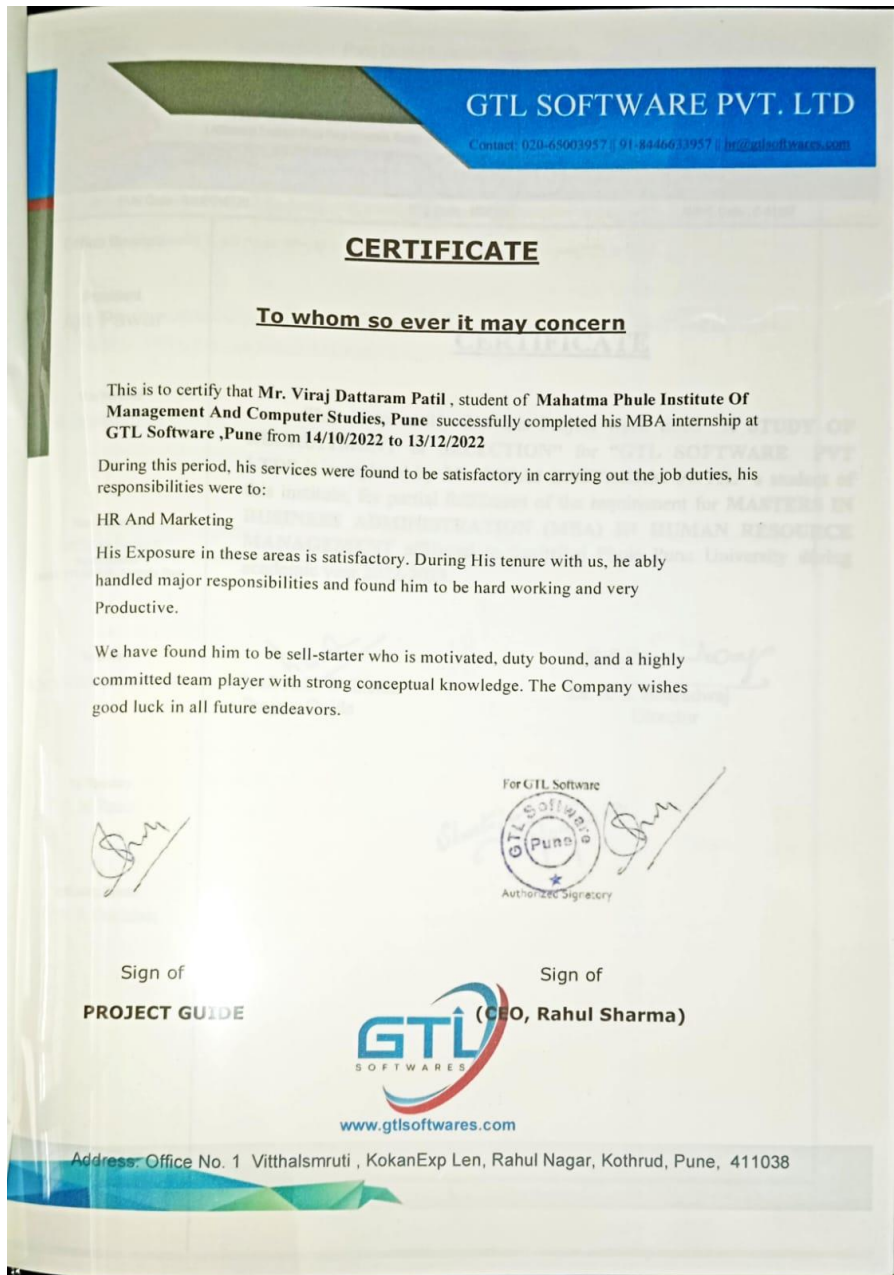 GTL SOFTWARE PVT. LTD
Contact: 020-65003957 || 91-8446633957 || hr@gtlsoftwares.com
CERTIFICATE
To whom so ever it may concern
CERTIFICATE
This is to certify that Mr. Viraj Dattaram Patil , student of Mahatma Phule Institute Of
Management And Computer Studies, Pune successfully completed his MBA internship at
GTL Software ,Pune from 14/10/2022 to 13/12/2022
During this period, his services were found to be satisfactory in carrying out the job duties, his
responsibilities were to:
HR And Marketing
His Exposure in these areas is satisfactory. During His tenure with us, he ably
handled major responsibilities and found him to be hard working and very
Productive.
We have found him to be sell-starter who is motivated, duty bound, and a highly
committed team player with strong conceptual knowledge. The Company wishes
good luck in all future endeavors.
For GTL Software
GTL Software
Pune
Authorized Signatory
Sign of
PROJECT GUIDE
Sign of
(CEO, Rahul Sharma)
GTL
SOFTWARES
www.gtlsoftwares.com
Address: Office No. 1 Vitthalsmruti , KokanExp Len, Rahul Nagar, Kothrud, Pune, 411038